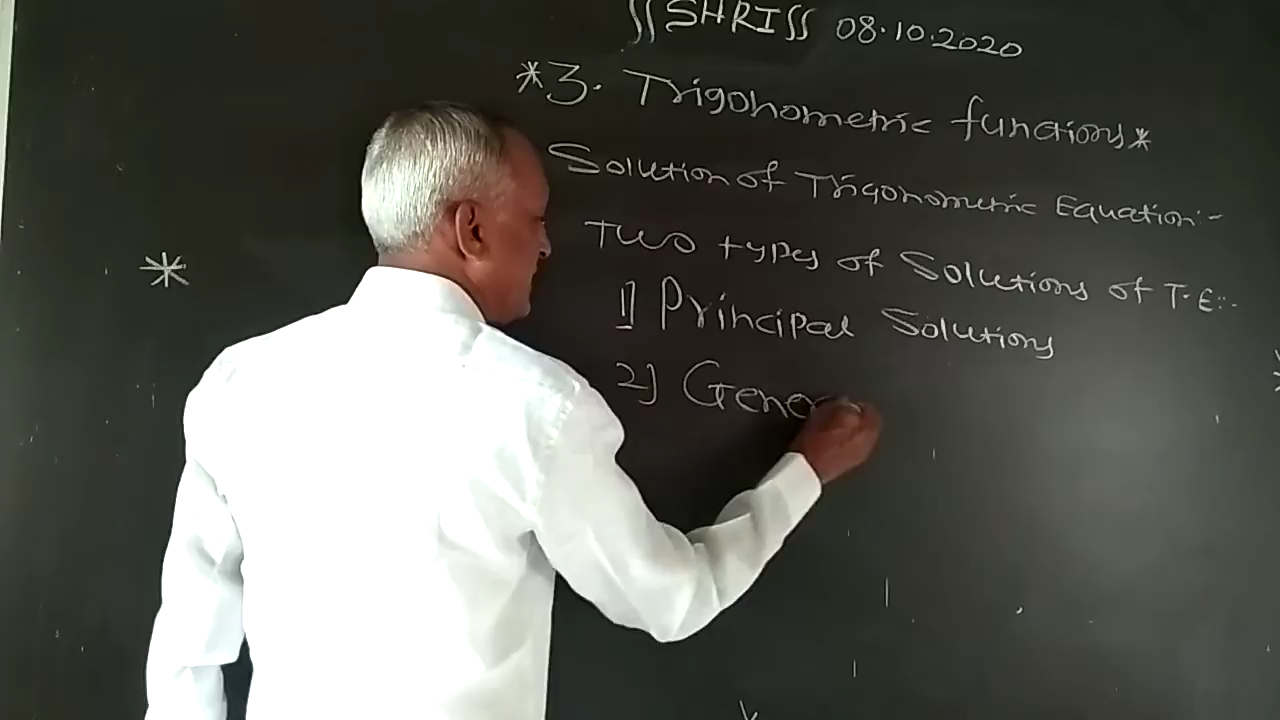 ∬ SHRI ∬ 08.10.2020
*3. Trigonometric functions*
Solution of Trigonometric Equation:-
Two types of Solutions of T.E::-
1] Principal Solutions
2] Gene